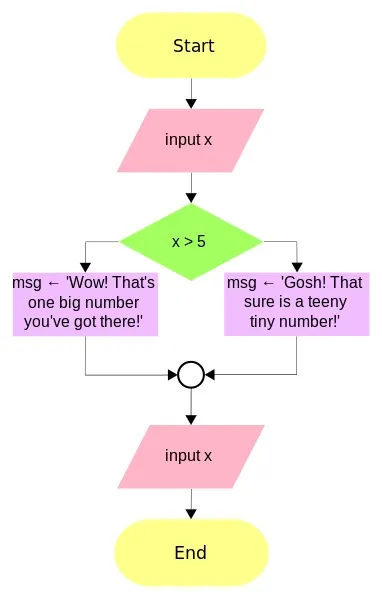 Start
input x
x > 5
msg ← 'Wow! That's
one big number
you've got there!'
msg ← 'Gosh! That
sure is a teeny
tiny number!'
input x
End